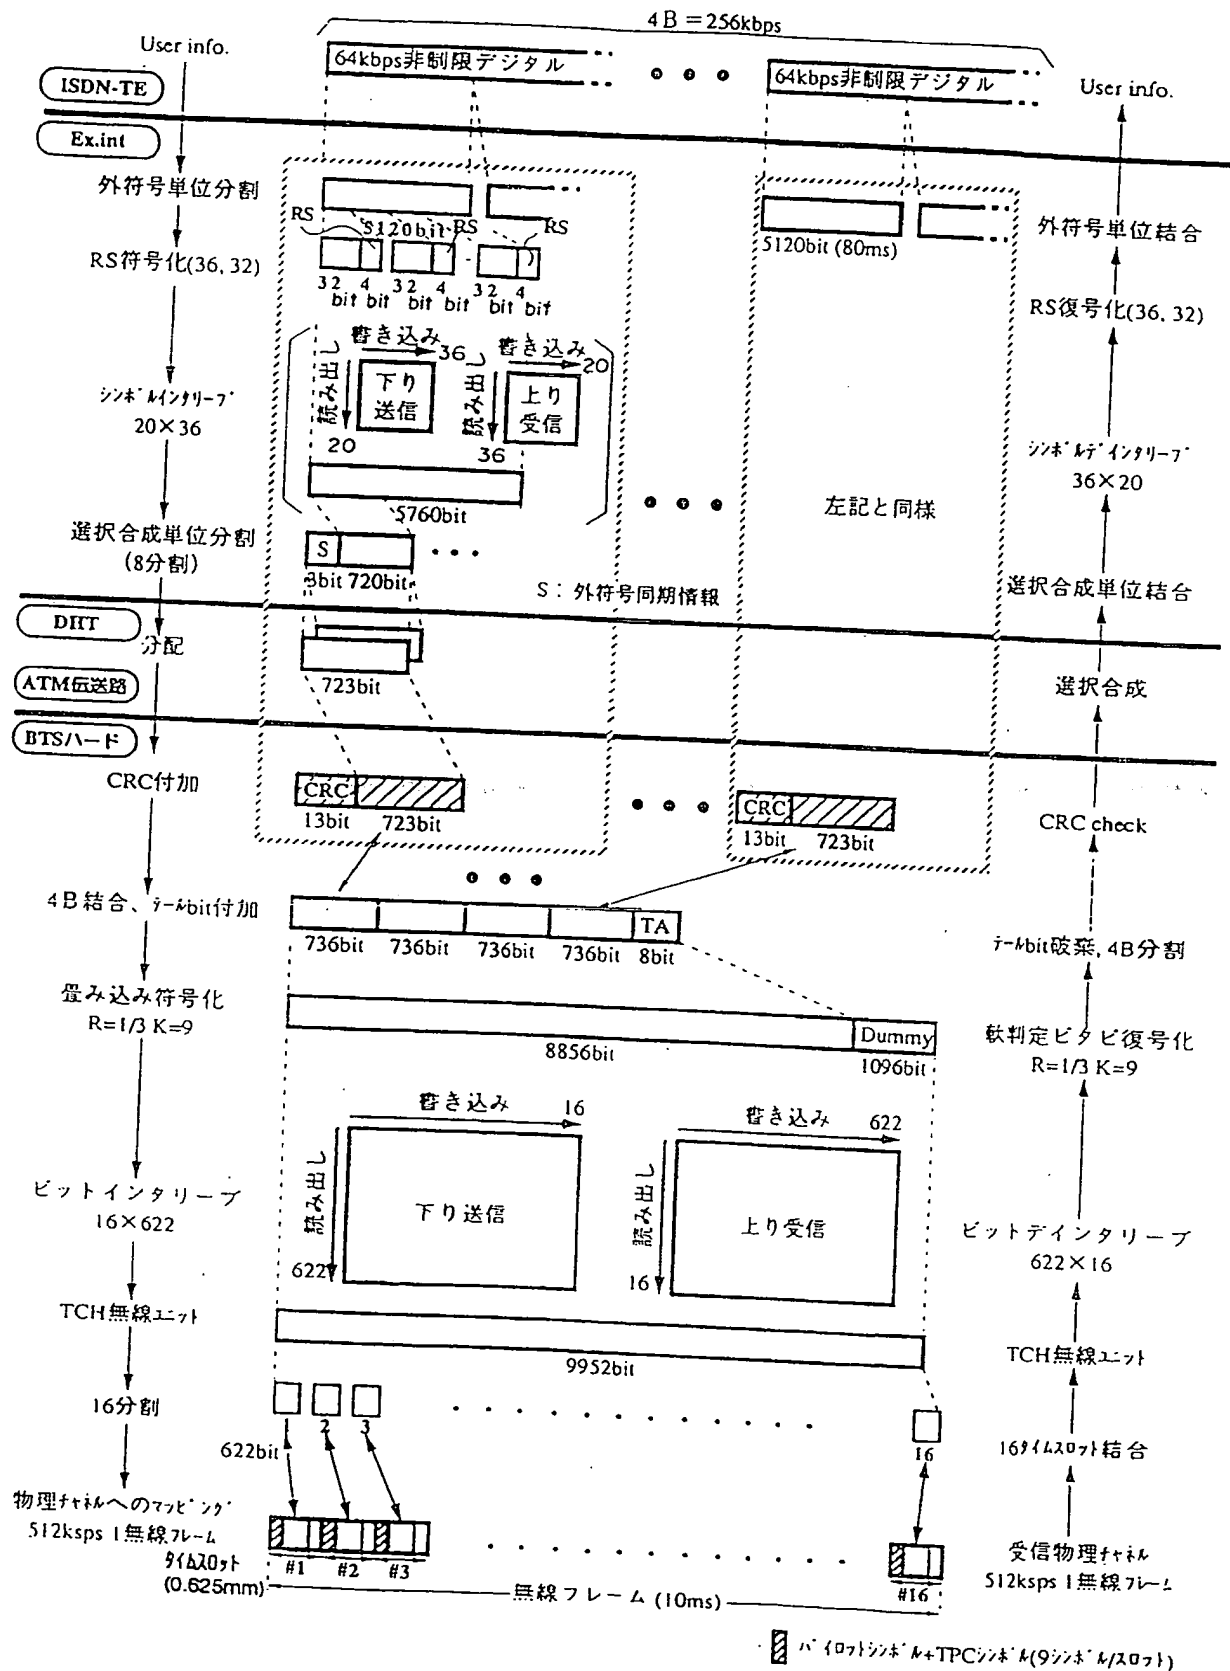 4B=256kbps
User info.
64kbps非制限デジタル
64kbps非制限デジタル
User info.
ISDN-TE
Ex.int
外符号単位分割
RS
5120bit
RS
RS
5120bit (80ms)
外符号単位結合
RS符号化(36, 32)
32bit 4bit 32bit 4bit 32bit 4bit
RS復号化(36, 32)
書き込み 36
書き込み 20
読み出し
下り送信
読み出し
上り受信
20
36
シンボルインタリーブ
20×36
シンボルデインタリーブ
36×20
5760bit
左記と同様
選択合成単位分割
(8分割)
S
3bit 720bit
S:外符号同期情報
選択合成単位結合
DHT
分配
723bit
ATM伝送路
選択合成
BTSハード
CRC付加
CRC
13bit 723bit
CRC
13bit 723bit
CRC check
4B結合、テールbit付加
TA
736bit 736bit 736bit 736bit 8bit
テールbit破棄, 4B分割
畳み込み符号化
R=1/3 K=9
Dummy
8856bit
1096bit
軟判定ビタビ復号化
R=1/3 K=9
書き込み 16
書き込み 622
読み出し
下り送信
622
読み出し
上り受信
16
ビットインタリーブ
16×622
ビットデインタリーブ
622×16
TCH無線ユニット
9952bit
TCH無線ユニット
16分割
2
3
16
622bit
16タイムスロット結合
物理チャネルへのマッピング
512ksps 1無線フレーム
タイムスロット
(0.625mm)
#1 #2 #3
#16
無線フレーム(10ms)
受信物理チャネル
512ksps 1無線フレーム
パイロットシンボル+TPCシンボル(9シンボル/スロット)